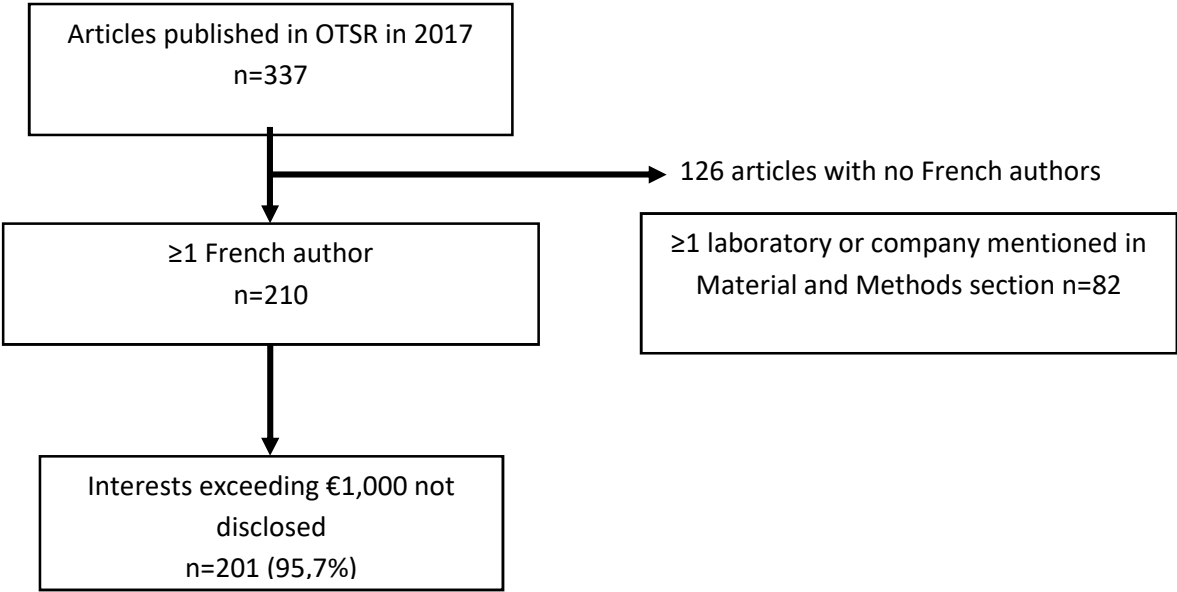 Articles published in OTSR in 2017
n=337
126 articles with no French authors
≥1 French author
n=210
≥1 laboratory or company mentioned in
Material and Methods section n=82
Interests exceeding €1,000 not
disclosed
n=201 (95,7%)